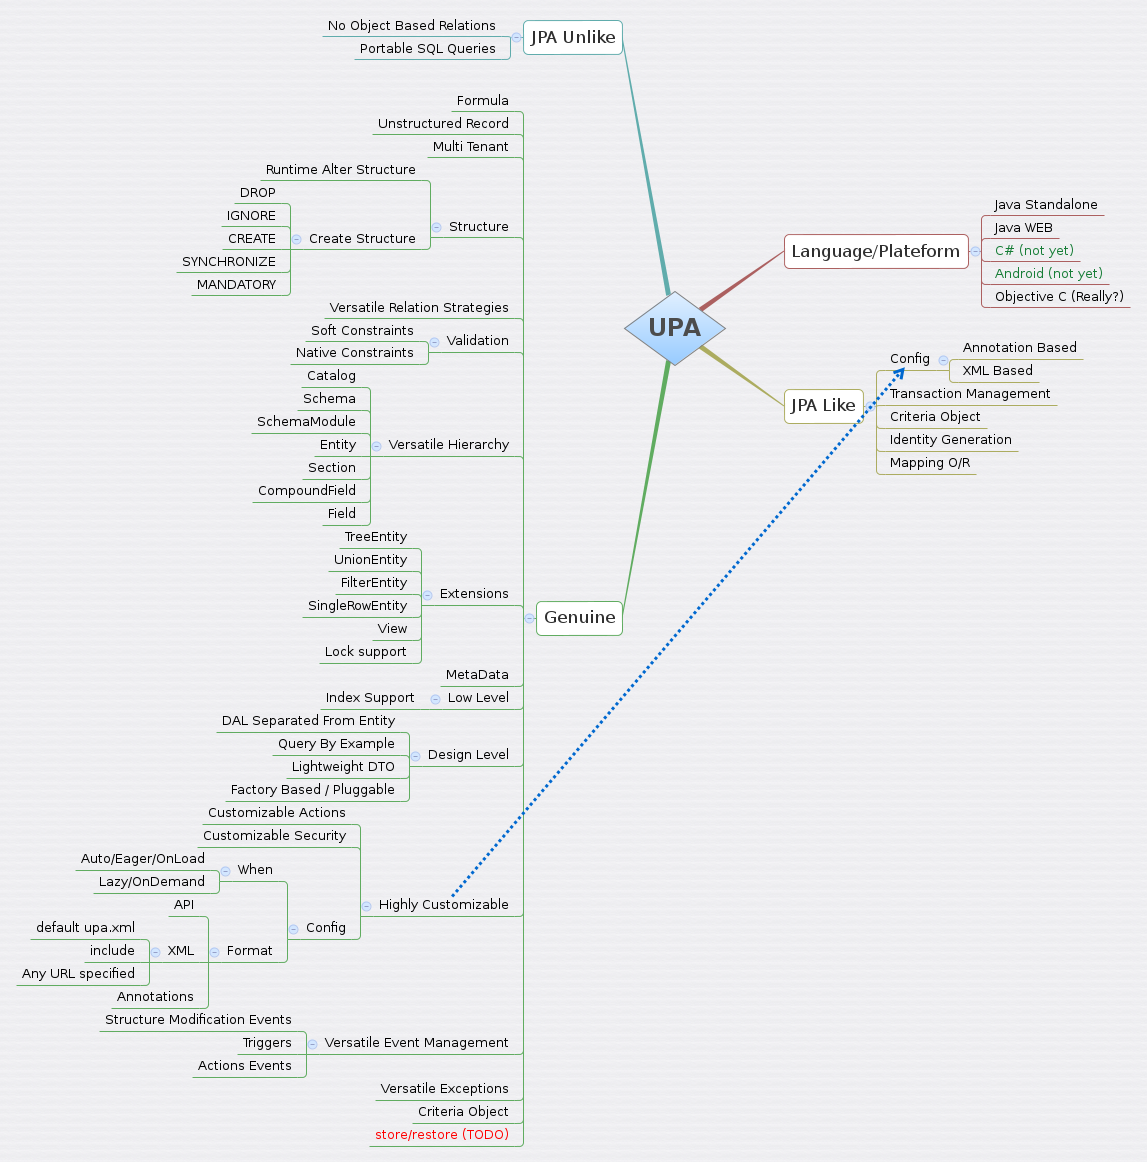 No Object Based Relations
JPA Unlike
Portable SQL Queries
Formula
Unstructured Record
Multi Tenant
Runtime Alter Structure
DROP
IGNORE
Structure
CREATE
Create Structure
SYNCHRONIZE
MANDATORY
Versatile Relation Strategies
Soft Constraints
Validation
Native Constraints
Catalog
Schema
SchemaModule
Entity
Versatile Hierarchy
Section
CompoundField
Field
TreeEntity
UnionEntity
FilterEntity
Extensions
SingleRowEntity
View
Lock support
Genuine
MetaData
Index Support
Low Level
DAL Separated From Entity
Query By Example
Design Level
Lightweight DTO
Factory Based / Pluggable
Customizable Actions
Customizable Security
Auto/Eager/OnLoad
When
Lazy/OnDemand
API
Highly Customizable
default upa.xml
Config
include
XML
Format
Any URL specified
Annotations
Structure Modification Events
Triggers
Versatile Event Management
Actions Events
Versatile Exceptions
Criteria Object
store/restore (TODO)
UPA
Java Standalone
Java WEB
Language/Plateform
C# (not yet)
Android (not yet)
Objective C (Really?)
Annotation Based
Config
XML Based
Transaction Management
JPA Like
Criteria Object
Identity Generation
Mapping O/R